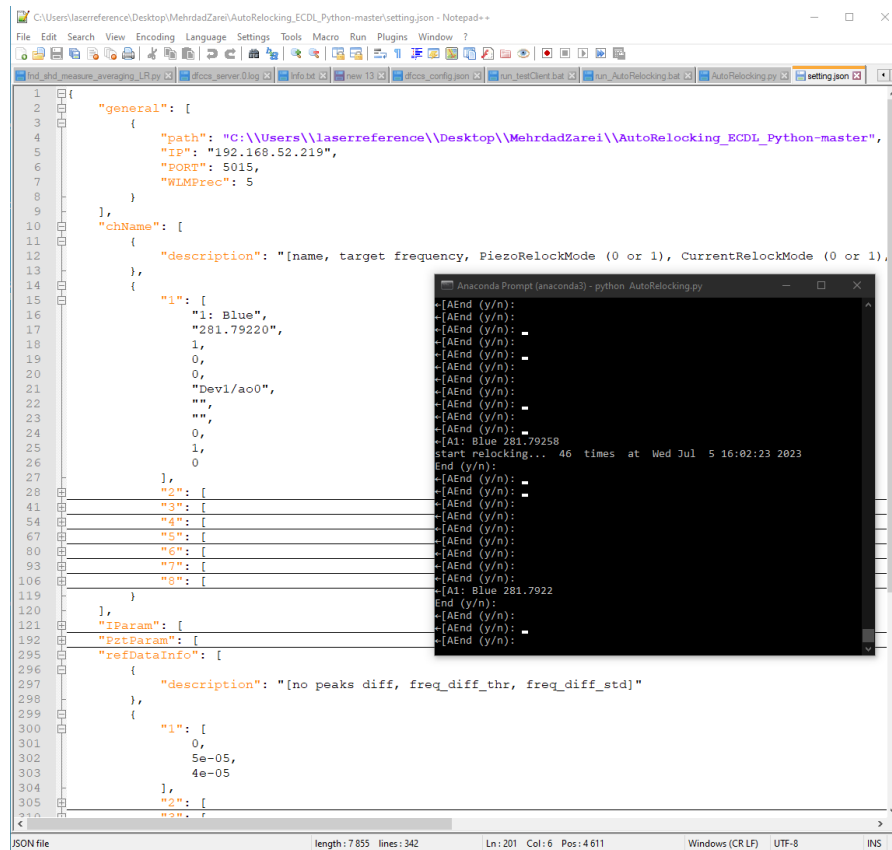 C:\Users\laserreference\Desktop\MehrdadZarei\AutoRelocking_ECDL_Python-master\setting.json - Notepad++
File Edit Search View Encoding Language Settings Tools Macro Run Plugins Window ?
fnd_shd_measure_averaging_LR.py dfccs_server.0.log Info.txt new 13 dfccs_config.json run_testClient.bat run_AutoRelocking.bat AutoRelocking.py setting.json
1 {
2 "general": [
3 {
4 "path": "C:\\Users\\laserreference\\Desktop\\MehrdadZarei\\AutoRelocking_ECDL_Python-master",
5 "IP": "192.168.52.219",
6 "PORT": 5015,
7 "WLMPrec": 5
8 }
9 ],
10 "chName": [
11 {
12 "description": "[name, target frequency, PiezoRelockMode (0 or 1), CurrentRelockMode (0 or 1),
13 },
14 {
15 "1": [
16 "1: Blue",
17 "281.79220",
18 1,
19 0,
20 0,
21 "Dev1/ao0",
22 "",
23 "",
24 0,
25 1,
26 0
27 ],
28 "2": [
41 "3": [
54 "4": [
67 "5": [
80 "6": [
93 "7": [
106 "8": [
119 }
120 ],
121 "IParam": [
192 "PztParam": [
295 "refDataInfo": [
296 {
297 "description": "[no peaks diff, freq_diff_thr, freq_diff_std]"
298 },
299 {
300 "1": [
301 0,
302 5e-05,
303 4e-05
304 ],
305 "2": [
310 "3": [
Anaconda Prompt (anaconda3) - python AutoRelocking.py
←[AEnd (y/n):
←[AEnd (y/n):
←[AEnd (y/n):
←[AEnd (y/n):
←[AEnd (y/n):
←[AEnd (y/n):
←[AEnd (y/n):
←[AEnd (y/n):
←[AEnd (y/n):
←[AEnd (y/n):
←[AEnd (y/n):
←[A1: Blue 281.79258
start relocking... 46 times at Wed Jul 5 16:02:23 2023
End (y/n):
←[AEnd (y/n):
←[AEnd (y/n):
←[AEnd (y/n):
←[AEnd (y/n):
←[AEnd (y/n):
←[AEnd (y/n):
←[AEnd (y/n):
←[AEnd (y/n):
←[AEnd (y/n):
←[A1: Blue 281.7922
End (y/n):
←[AEnd (y/n):
←[AEnd (y/n):
←[AEnd (y/n):
JSON file length : 7 855 lines : 342 Ln : 201 Col : 6 Pos : 4 611 Windows (CR LF) UTF-8 INS